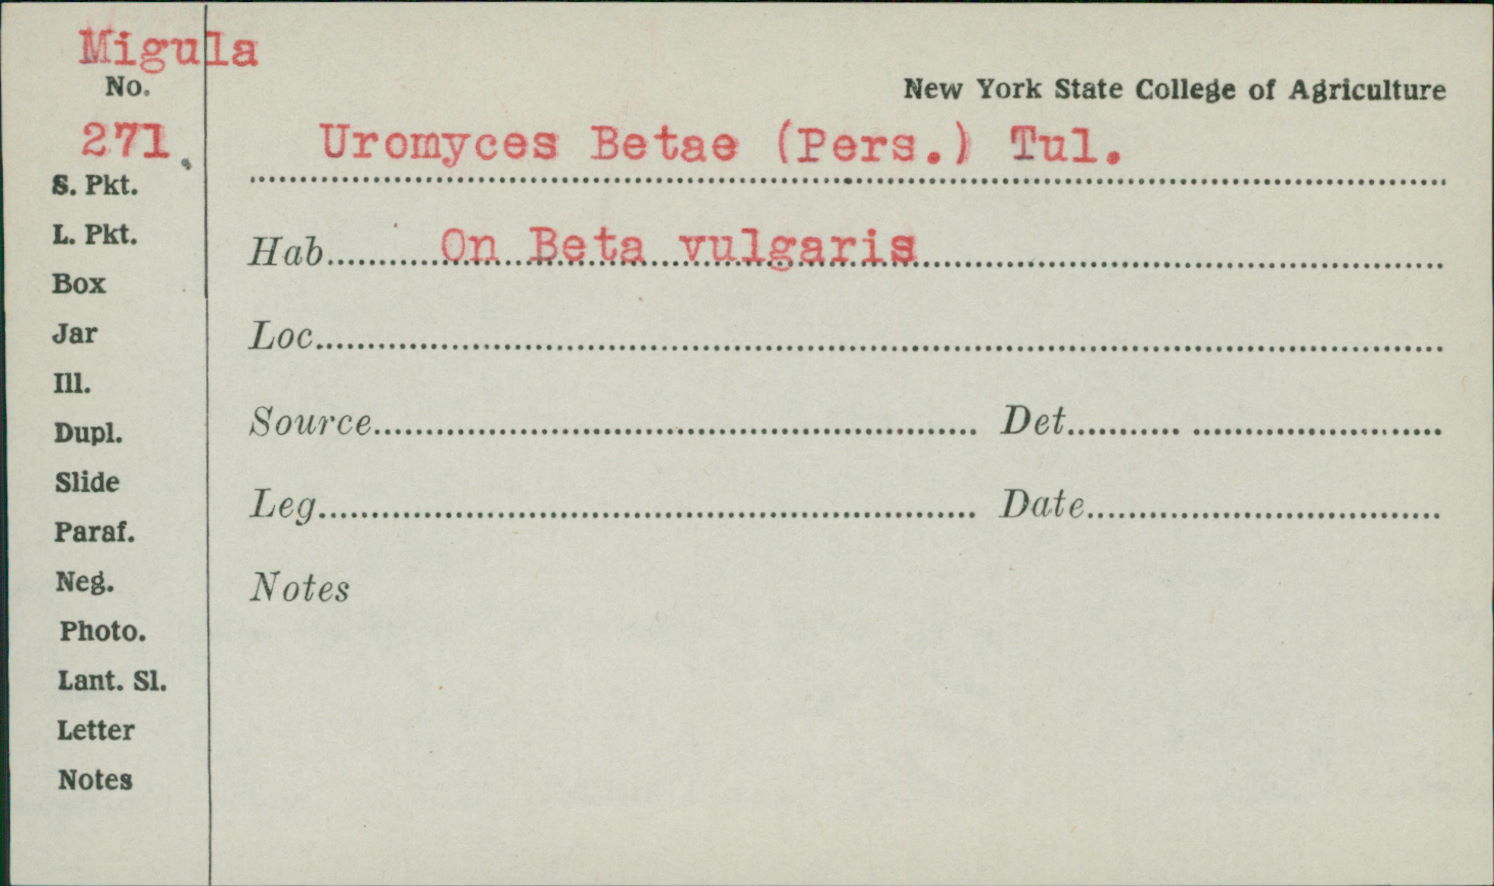 Migula
No.
New York State College of Agriculture
271
Uromyces Betae (Pers.) Tul.
S. Pkt.
L. Pkt.
Hab. On Beta vulgaris
Box
Jar
Loc.
Ill.
Dupl.
Source Det.
Slide
Leg. Date
Paraf.
Neg.
Notes
Photo.
Lant. Sl.
Letter
Notes